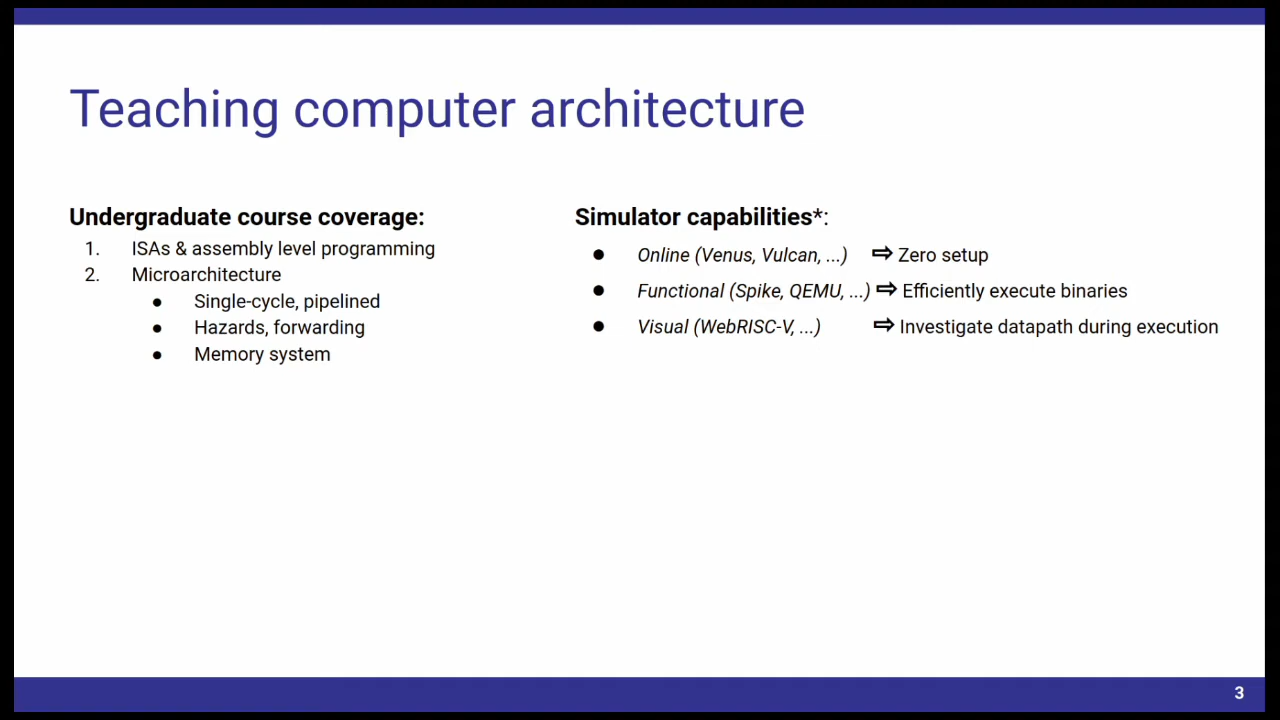 Teaching computer architecture
Undergraduate course coverage:
1. ISAs & assembly level programming
2. Microarchitecture
● Single-cycle, pipelined
● Hazards, forwarding
● Memory system
Simulator capabilities*:
● Online (Venus, Vulcan, ...) ⇨ Zero setup
● Functional (Spike, QEMU, ...) ⇨ Efficiently execute binaries
● Visual (WebRISC-V, ...) ⇨ Investigate datapath during execution
3